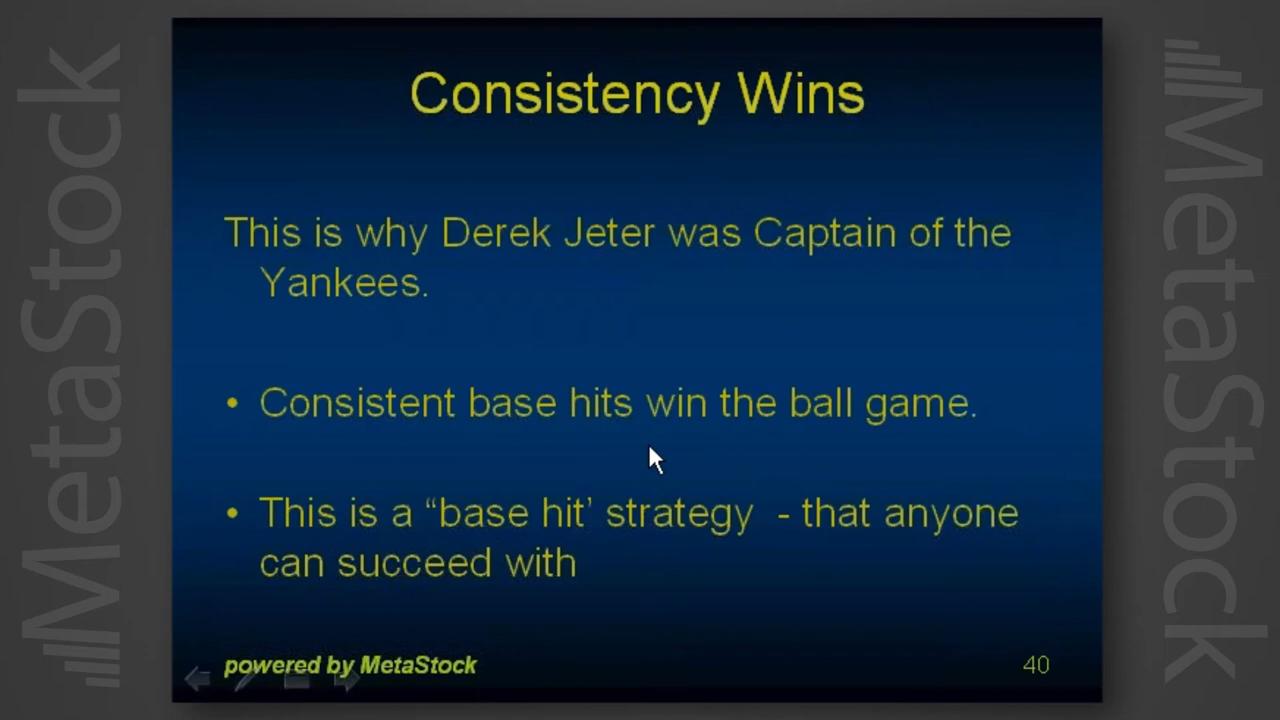 Consistency Wins
This is why Derek Jeter was Captain of the
Yankees.
• Consistent base hits win the ball game.
• This is a “base hit’ strategy  - that anyone
can succeed with
powered by MetaStock
40
MetaStock
MetaStock